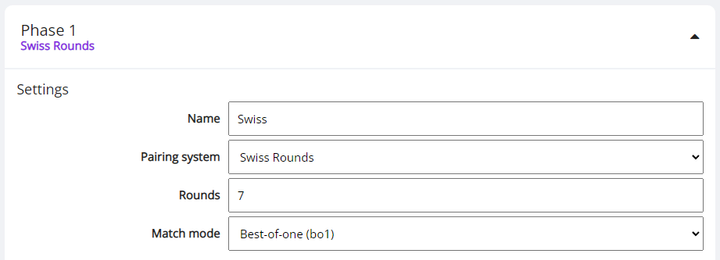 Phase 1
Swiss Rounds
Settings
Name Swiss
Pairing system Swiss Rounds
Rounds 7
Match mode Best-of-one (bo1)